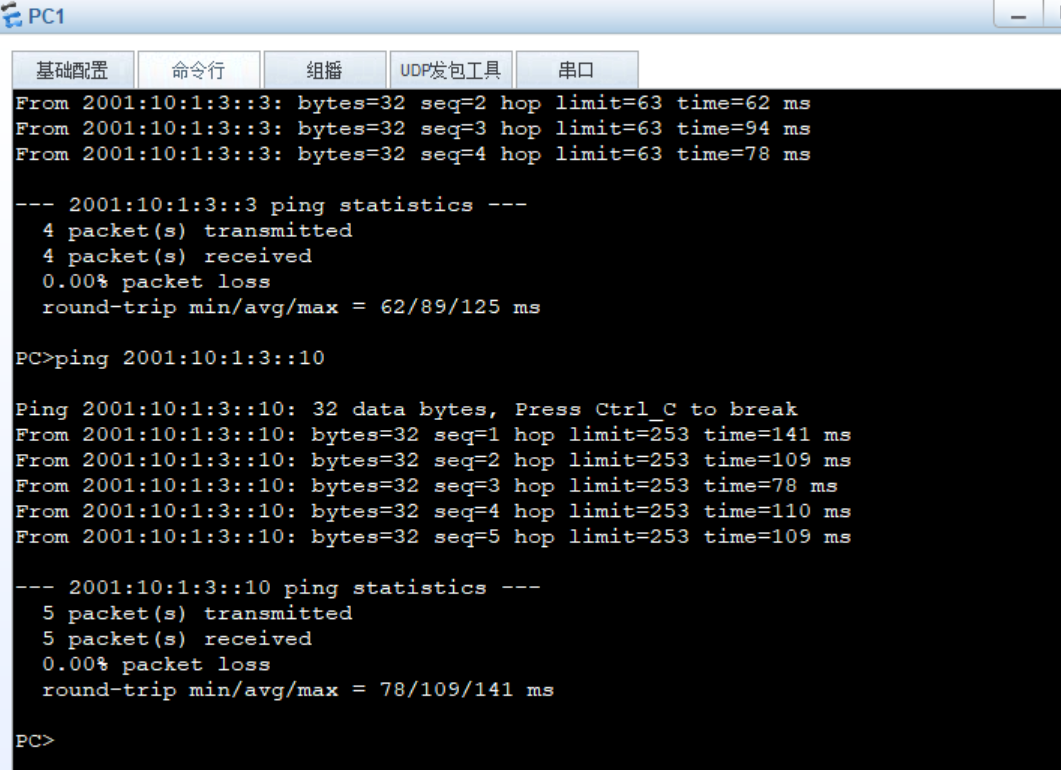 PC1
基础配置 命令行 组播 UDP发包工具 串口
From 2001:10:1:3::3: bytes=32 seq=2 hop limit=63 time=62 ms
From 2001:10:1:3::3: bytes=32 seq=3 hop limit=63 time=94 ms
From 2001:10:1:3::3: bytes=32 seq=4 hop limit=63 time=78 ms
--- 2001:10:1:3::3 ping statistics ---
4 packet(s) transmitted
4 packet(s) received
0.00% packet loss
round-trip min/avg/max = 62/89/125 ms
PC>ping 2001:10:1:3::10
Ping 2001:10:1:3::10: 32 data bytes, Press Ctrl_C to break
From 2001:10:1:3::10: bytes=32 seq=1 hop limit=253 time=141 ms
From 2001:10:1:3::10: bytes=32 seq=2 hop limit=253 time=109 ms
From 2001:10:1:3::10: bytes=32 seq=3 hop limit=253 time=78 ms
From 2001:10:1:3::10: bytes=32 seq=4 hop limit=253 time=110 ms
From 2001:10:1:3::10: bytes=32 seq=5 hop limit=253 time=109 ms
--- 2001:10:1:3::10 ping statistics ---
5 packet(s) transmitted
5 packet(s) received
0.00% packet loss
round-trip min/avg/max = 78/109/141 ms
PC>